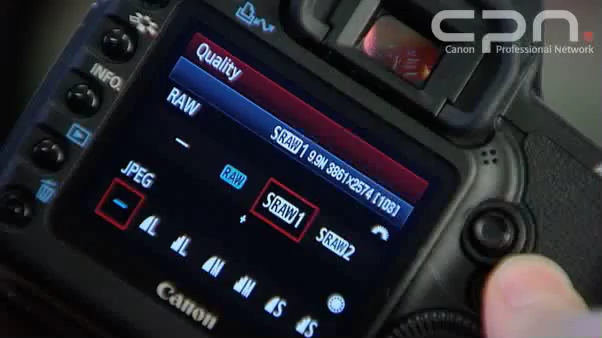 cpn.
Canon Professional Network
INFO.
Quality
SRAW1 9.9M 3861x2574 [103]
RAW
RAW
SRAW1
SRAW2
JPEG
L
L
M
M
S
S
Canon